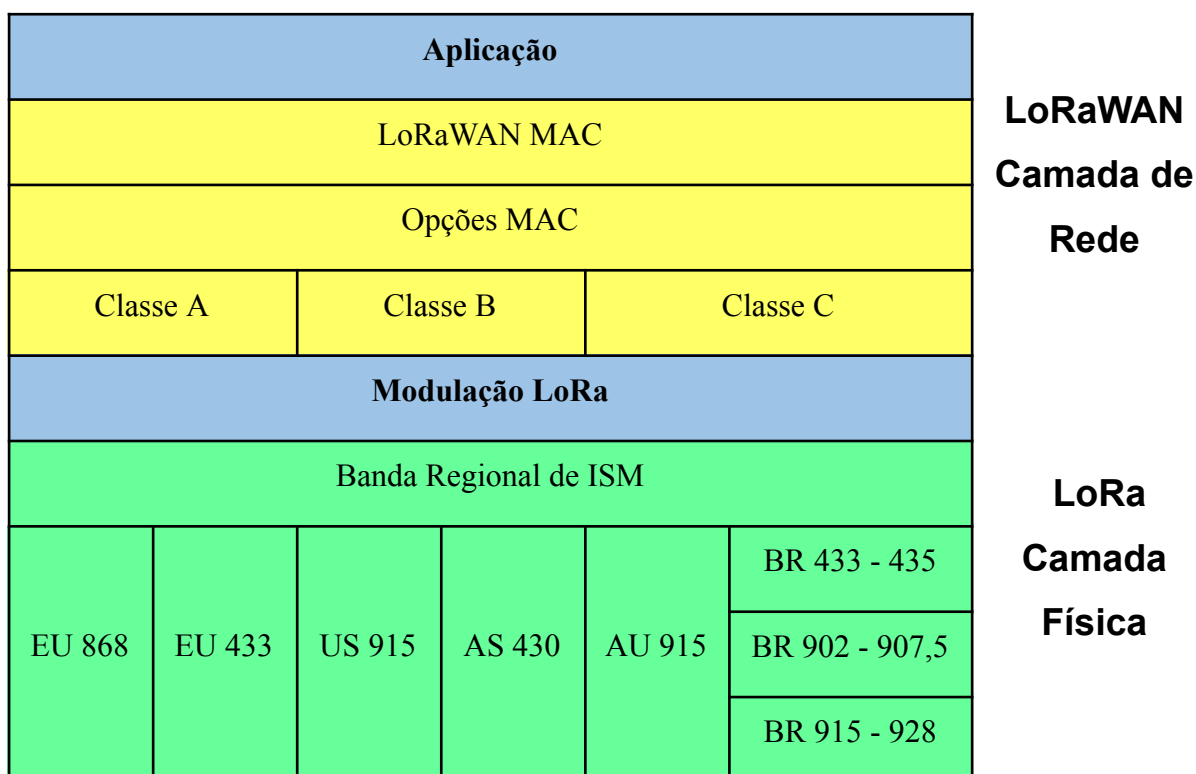 Aplicação
LoRaWAN MAC
Opções MAC
Classe A
Classe B
Classe C
LoRaWAN
Camada de
Rede
Modulação LoRa
Banda Regional de ISM
EU 868
EU 433
US 915
AS 430
AU 915
BR 433 - 435
BR 902 - 907,5
BR 915 - 928
LoRa
Camada
Física